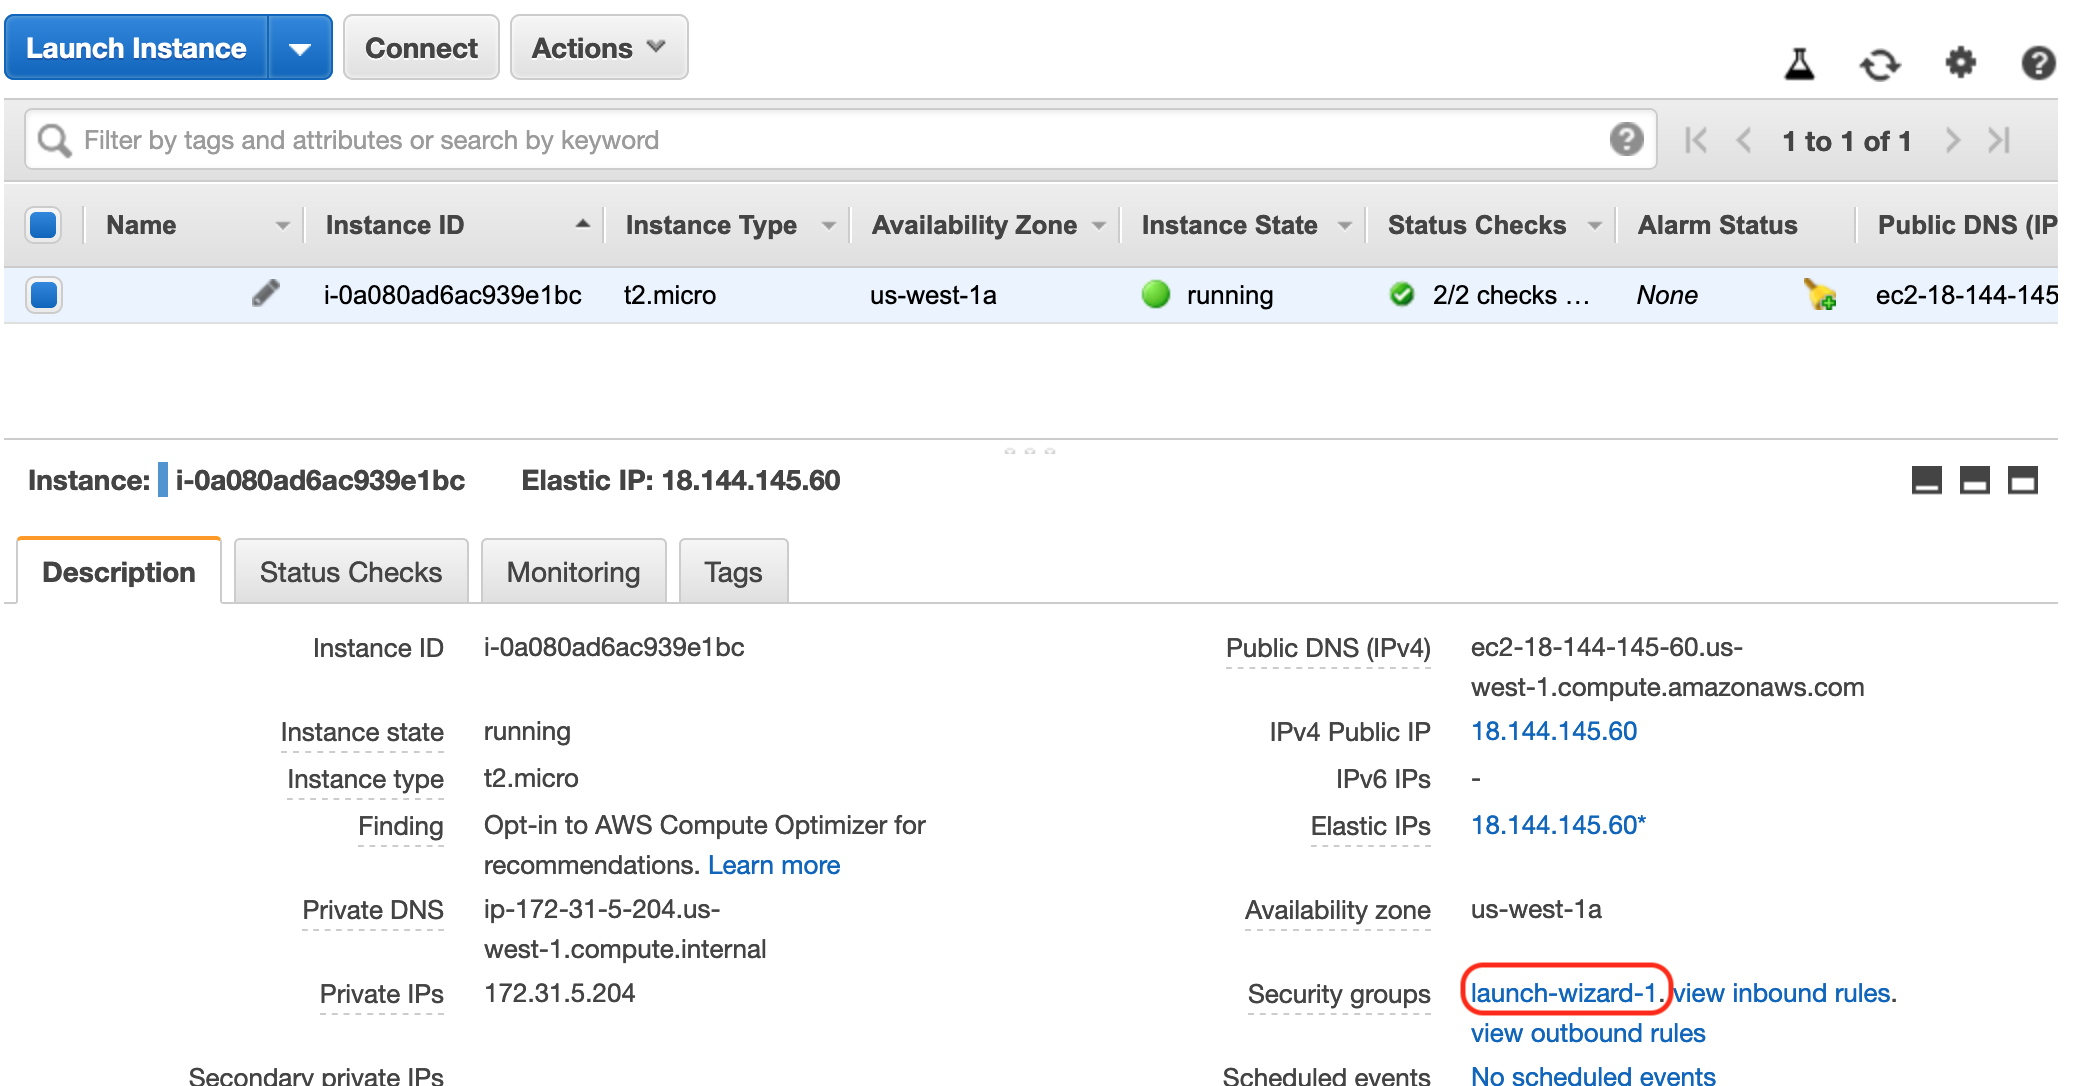 Launch Instance Connect Actions
Filter by tags and attributes or search by keyword ? 1 to 1 of 1
Name Instance ID Instance Type Availability Zone Instance State Status Checks Alarm Status Public DNS (IP
i-0a080ad6ac939e1bc t2.micro us-west-1a running 2/2 checks ... None ec2-18-144-145
Instance: i-0a080ad6ac939e1bc Elastic IP: 18.144.145.60
Description Status Checks Monitoring Tags
Instance ID i-0a080ad6ac939e1bc Public DNS (IPv4) ec2-18-144-145-60.us-
west-1.compute.amazonaws.com
Instance state running IPv4 Public IP 18.144.145.60
Instance type t2.micro IPv6 IPs -
Finding Opt-in to AWS Compute Optimizer for Elastic IPs 18.144.145.60*
recommendations. Learn more
Private DNS ip-172-31-5-204.us- Availability zone us-west-1a
west-1.compute.internal
Private IPs 172.31.5.204 Security groups launch-wizard-1. view inbound rules.
view outbound rules
Secondary private IPs Scheduled events No scheduled events